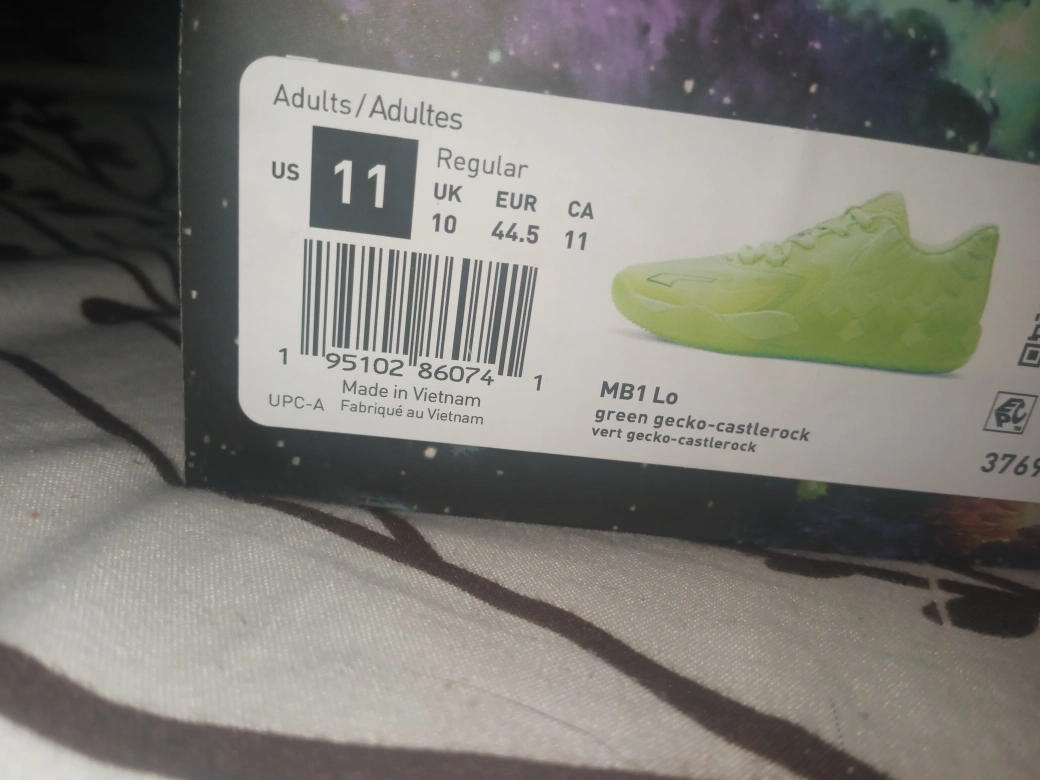 Adults/Adultes
US 11
Regular
UK EUR CA
10 44.5 11
1 95102 86074 1
UPC-A
Made in Vietnam
Fabriqué au Vietnam
MB1 Lo
green gecko-castlerock
vert gecko-castlerock
3769